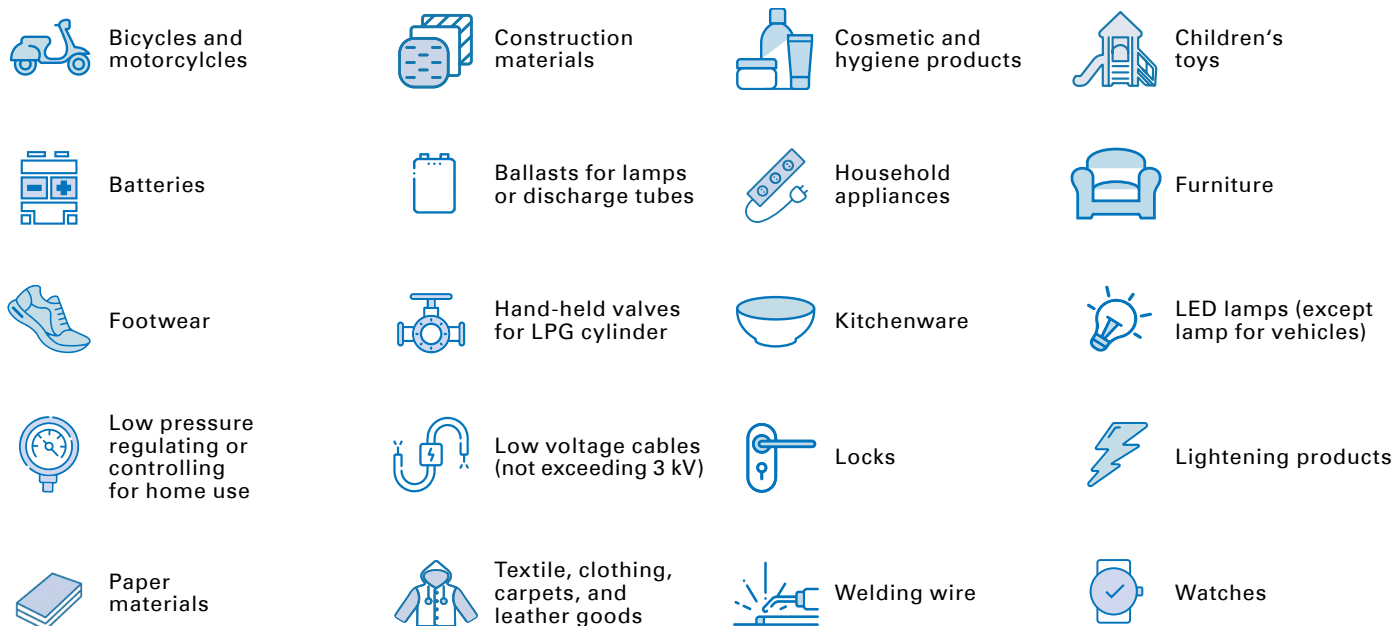 Bicycles and
motorcylcles
Construction
materials
Cosmetic and
hygiene products
Children‘s
toys
Batteries
Ballasts for lamps
or discharge tubes
Household
appliances
Furniture
Footwear
Hand-held valves
for LPG cylinder
Kitchenware
LED lamps (except
lamp for vehicles)
Low pressure
regulating or
controlling
for home use
Low voltage cables
(not exceeding 3 kV)
Locks
Lightening products
Paper
materials
Textile, clothing,
carpets, and
leather goods
Welding wire
Watches